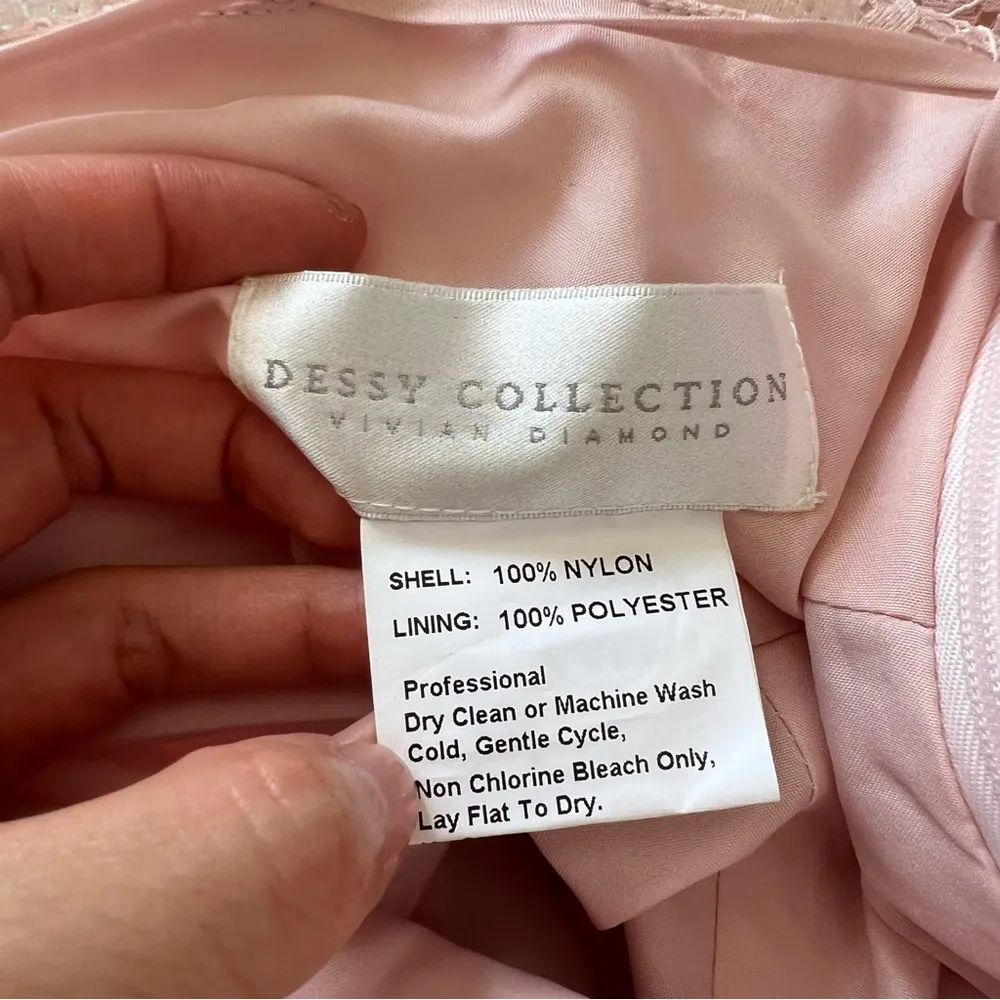 DESSY COLLECTION
VIVIAN DIAMOND
SHELL: 100% NYLON
LINING: 100% POLYESTER
Professional
Dry Clean or Machine Wash
Cold, Gentle Cycle,
Non Chlorine Bleach Only,
Lay Flat To Dry.